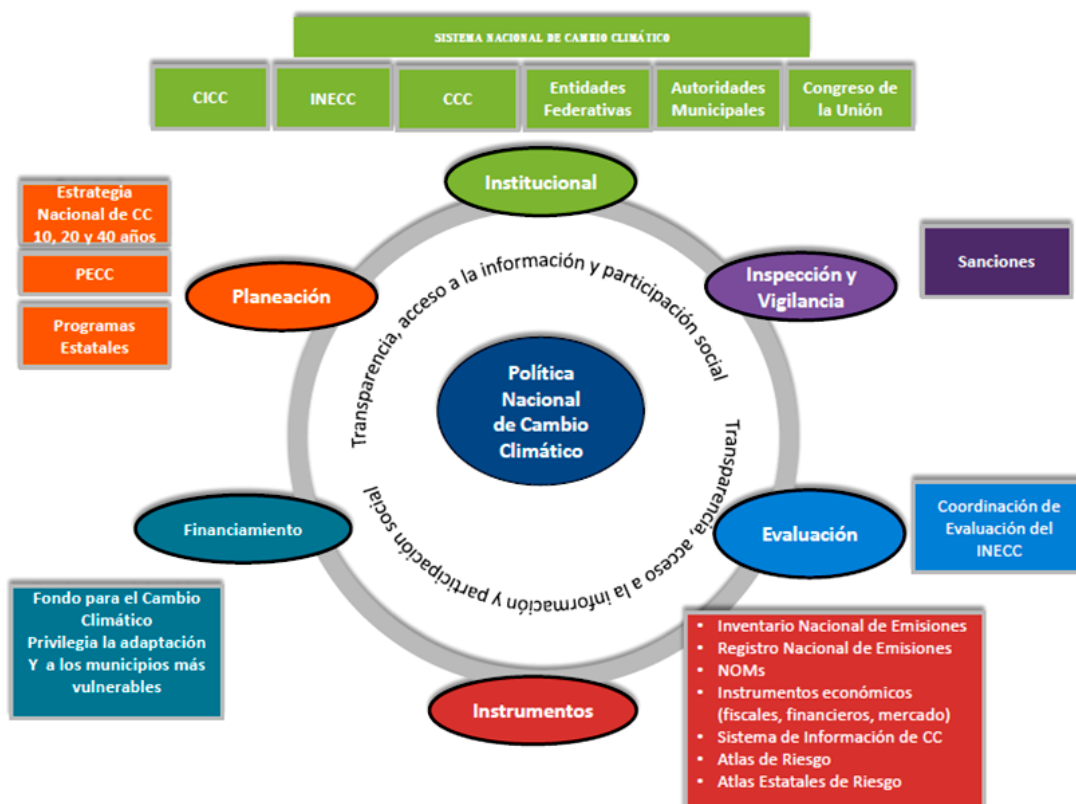 SISTEMA NACIONAL DE CAMBIO CLIMÁTICO
CICC
INECC
CCC
Entidades
Federativas
Autoridades
Municipales
Congreso de
la Unión
Institucional
Estrategia
Nacional de CC
10, 20 y 40 años
PECC
Programas
Estatales
Planeación
Inspección y
Vigilancia
Sanciones
Transparencia, acceso a la información y participación social
Política
Nacional
de Cambio
Climático
Transparencia, acceso a la información y participación social
Financiamiento
Fondo para el Cambio
Climático
Privilegia la adaptación
Y a los municipios más
vulnerables
Evaluación
Coordinación de
Evaluación del
INECC
Instrumentos
• Inventario Nacional de Emisiones
• Registro Nacional de Emisiones
• NOMs
• Instrumentos económicos
(fiscales, financieros, mercado)
• Sistema de Información de CC
• Atlas de Riesgo
• Atlas Estatales de Riesgo